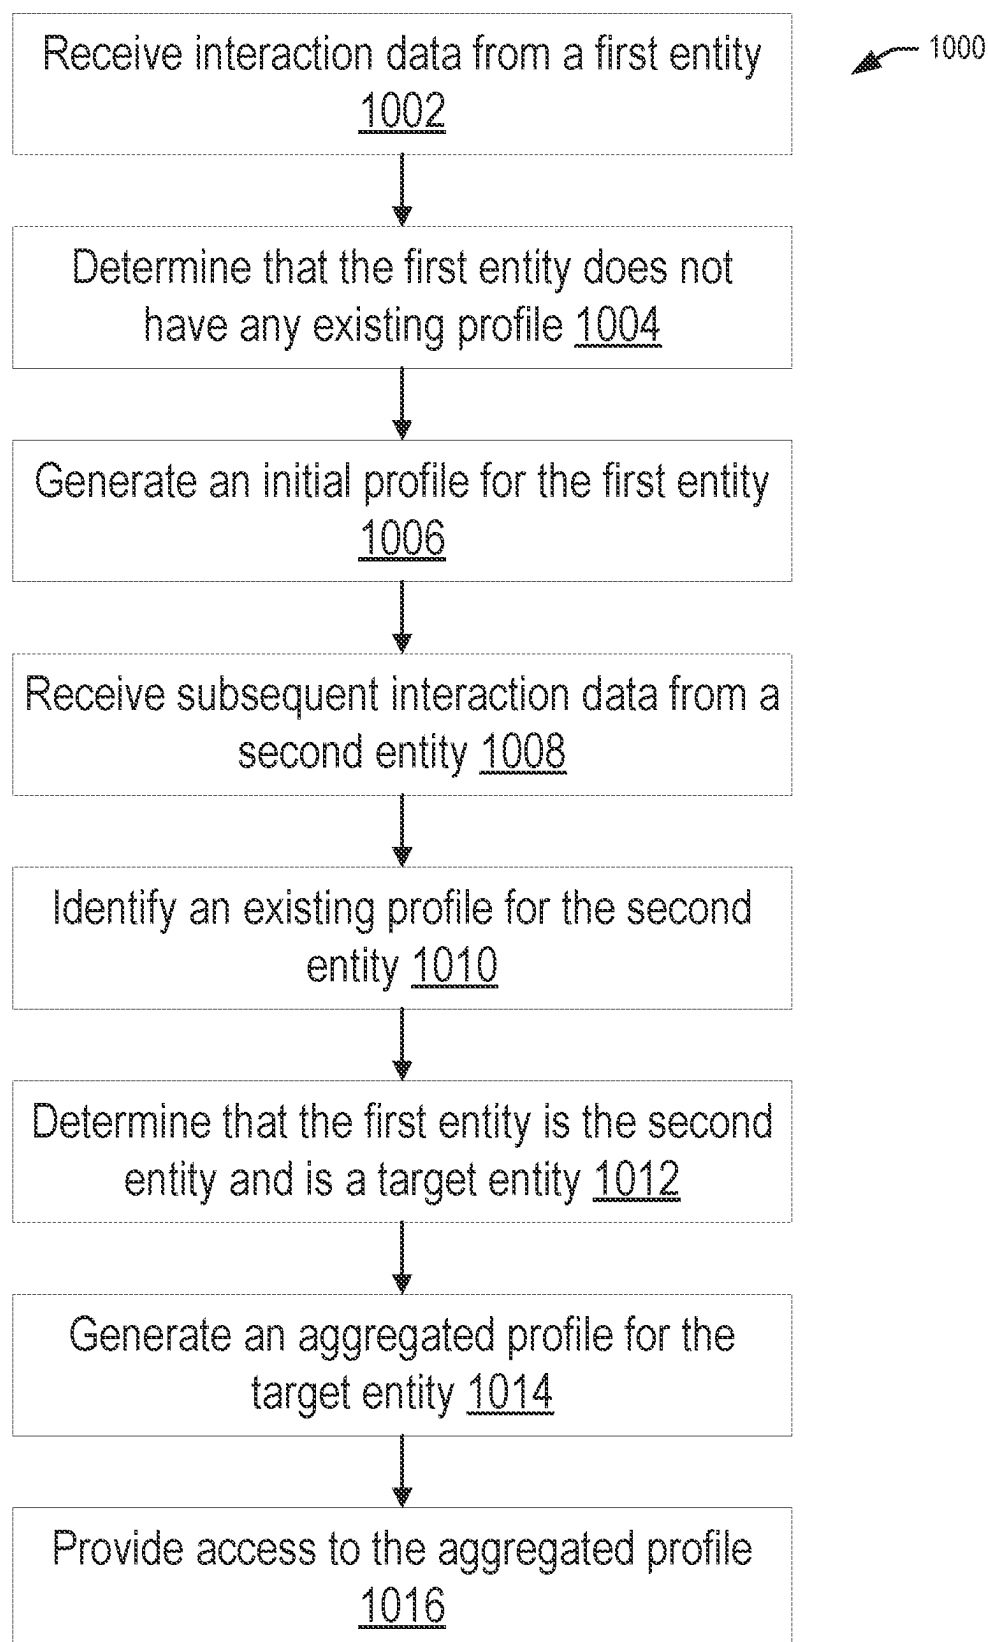 Receive interaction data from a first entity
1002
1000
Determine that the first entity does not
have any existing profile 1004
Generate an initial profile for the first entity
1006
Receive subsequent interaction data from a
second entity 1008
Identify an existing profile for the second
entity 1010
Determine that the first entity is the second
entity and is a target entity 1012
Generate an aggregated profile for the
target entity 1014
Provide access to the aggregated profile
1016